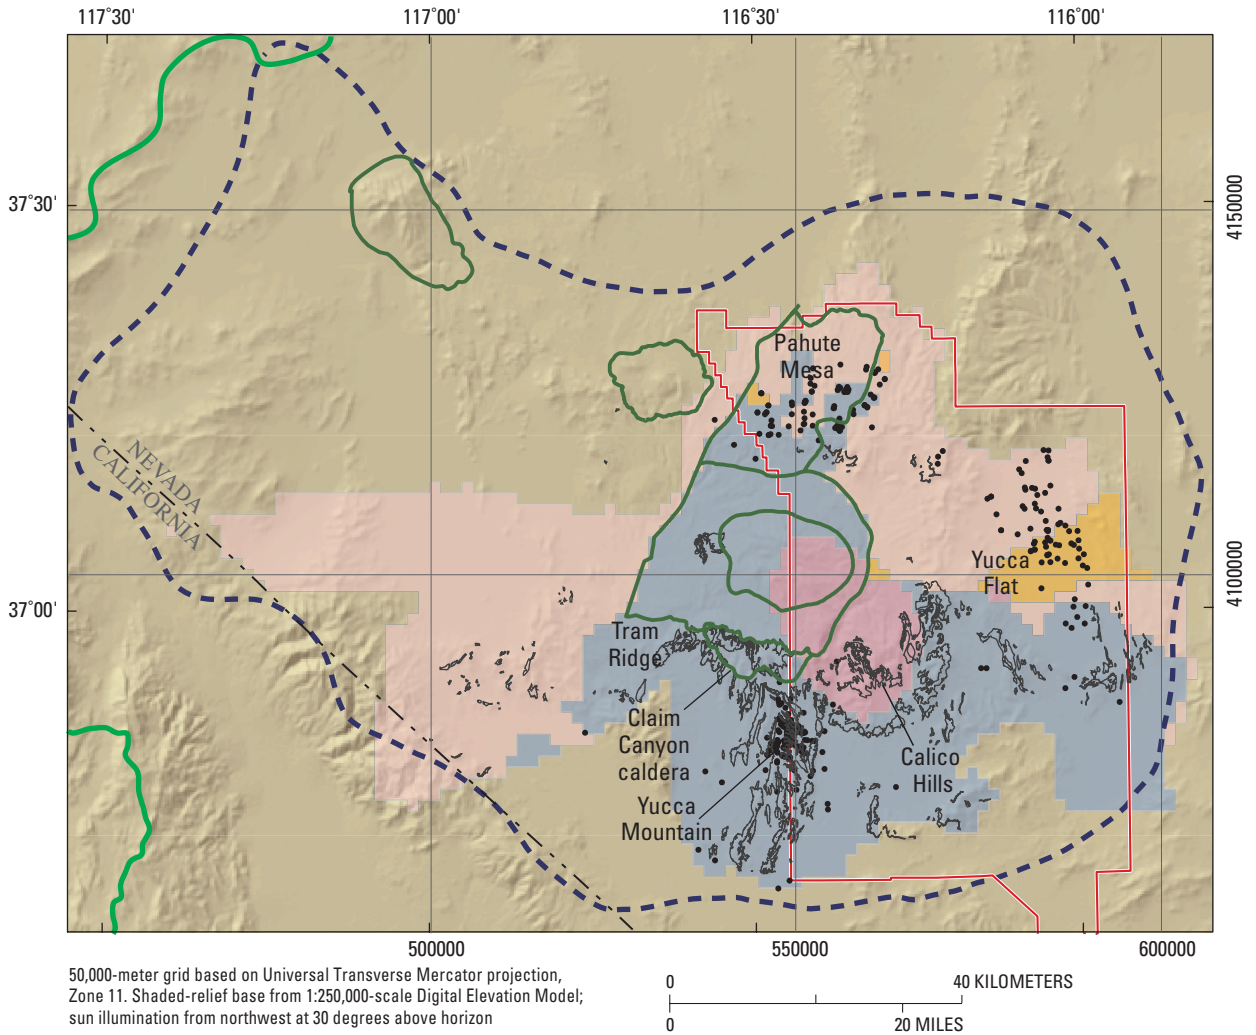 117˚30'
117˚00'
116˚30'
116˚00'
37˚30'
4150000
Pahute
Mesa
NEVADA
CALIFORNIA
Yucca
Flat
4100000
37˚00'
Tram
Ridge
Claim
Canyon
caldera
Calico
Hills
Yucca
Mountain
500000
550000
600000
50,000-meter grid based on Universal Transverse Mercator projection,
Zone 11. Shaded-relief base from 1:250,000-scale Digital Elevation Model;
sun illumination from northwest at 30 degrees above horizon
0
40 KILOMETERS
0
20 MILES